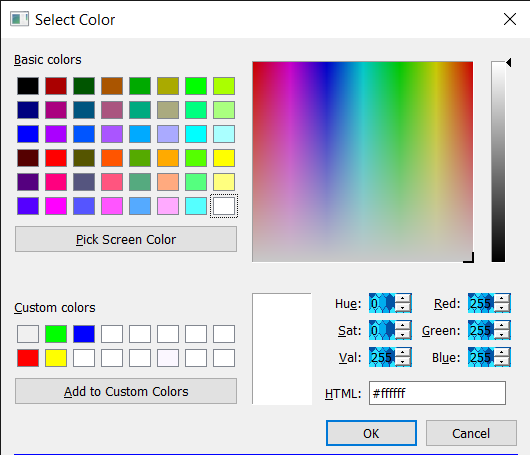 Select Color
Basic colors
Pick Screen Color
Custom colors
Add to Custom Colors
Hue: 0
Red: 255
Sat: 0
Green: 255
Val: 255
Blue: 255
HTML: #ffffff
OK
Cancel